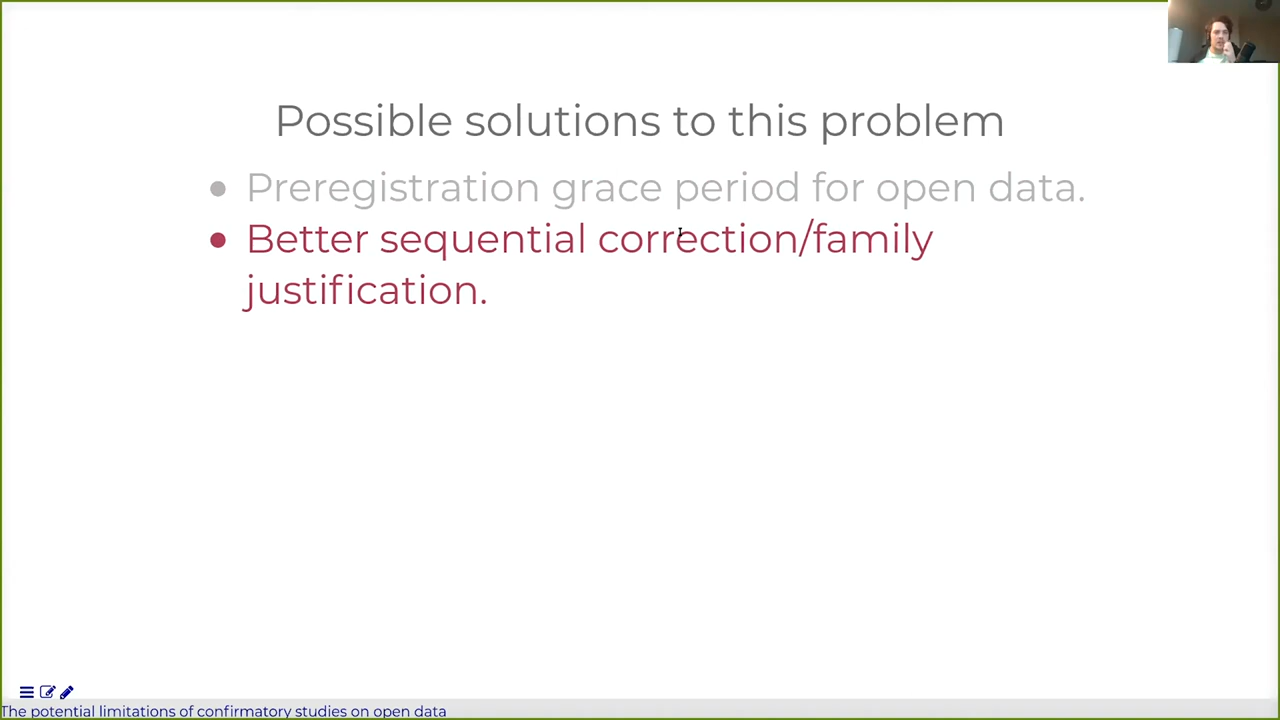 Possible solutions to this problem
Preregistration grace period for open data.
Better sequential correction/family
justification.
The potential limitations of confirmatory studies on open data